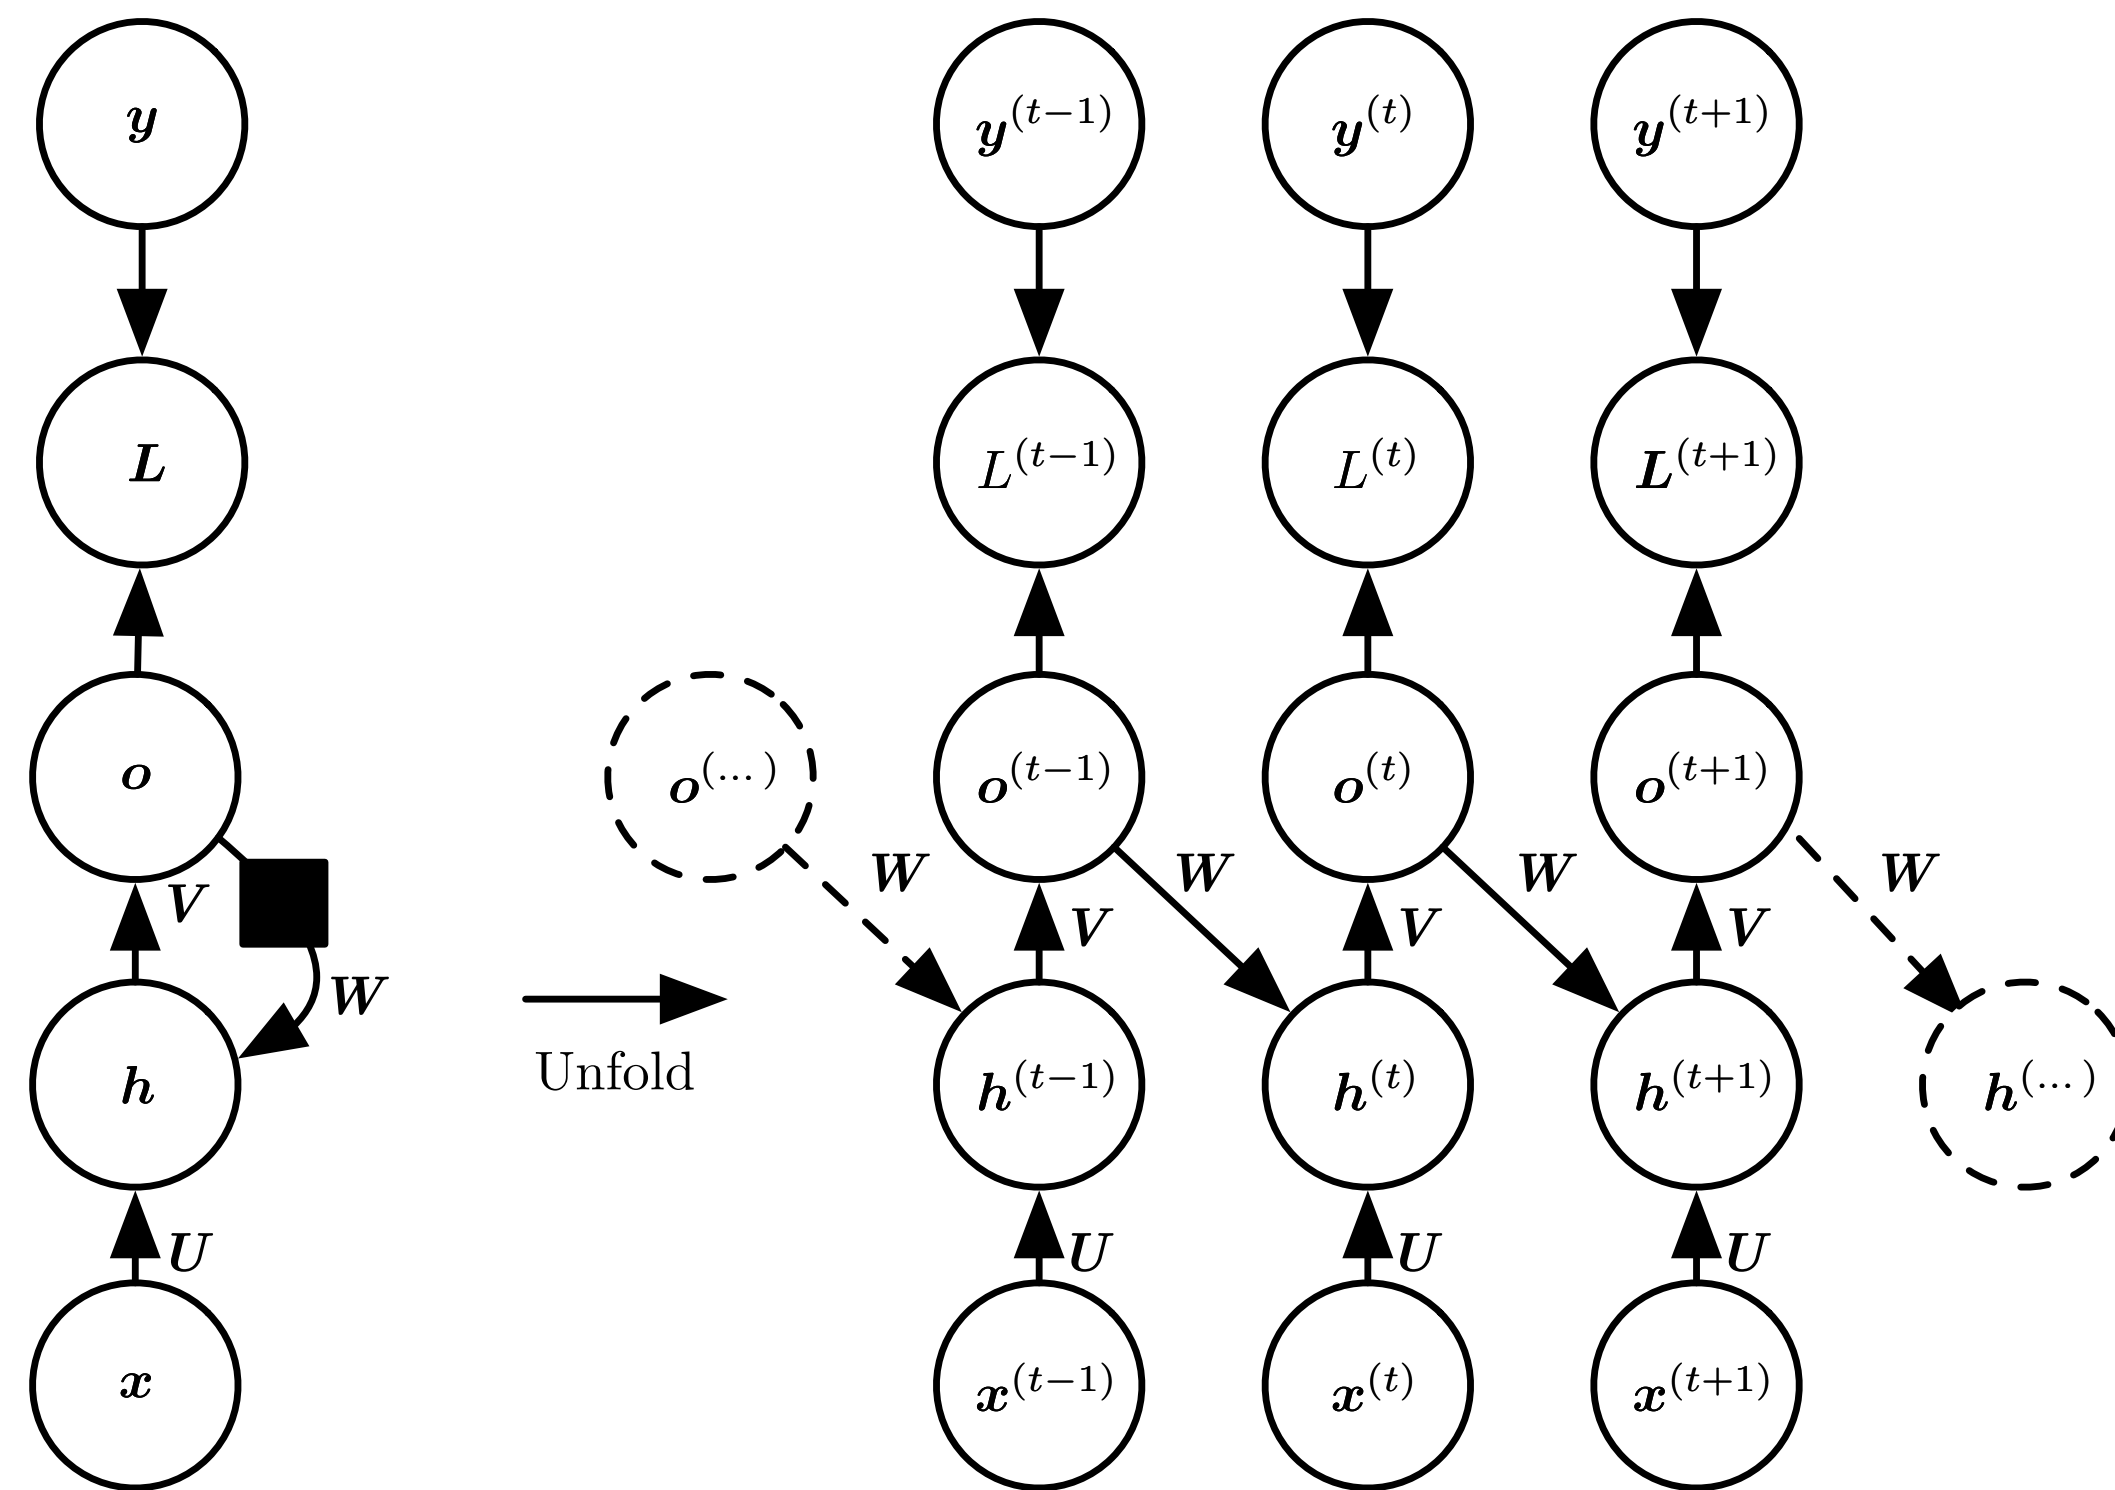 y y^(t−1) y^(t) y^(t+1)
L L^(t−1) L^(t) L^(t+1)
o o^(...) o^(t−1) o^(t) o^(t+1)
W W W W
V V V V
W
Unfold
h h^(t−1) h^(t) h^(t+1) h^(...)
U U U U
x x^(t−1) x^(t) x^(t+1)